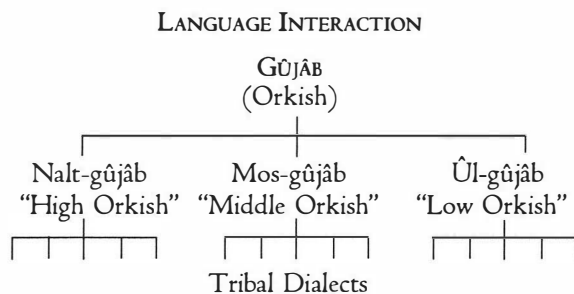 LANGUAGE INTERACTION
GÛJÂB
(Orkish)
Nalt-gûjâb Mos-gûjâb Ûl-gûjâb
“High Orkish” “Middle Orkish” “Low Orkish”
Tribal Dialects